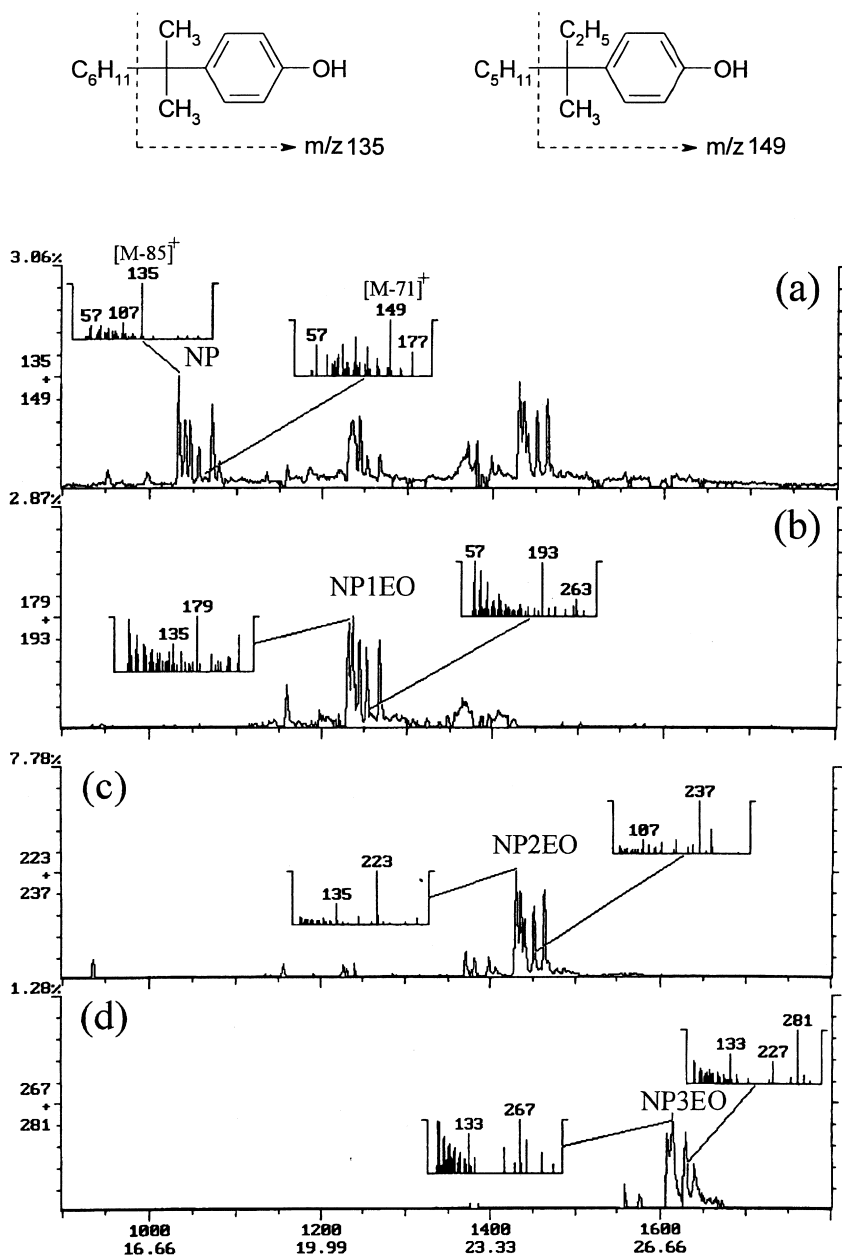 CH₃ C₂H₅
C₆H₁₁ OH C₅H₁₁ OH
CH₃ CH₃
m/z 135 m/z 149
3.06% [M-85]⁺ (a)
135 [M-71]⁺
57 107 149
NP 57 177
135
+
149
2.07% (b)
57 193
NP1EO 263
179
+
193
179
135
7.78% (c)
237
107
NP2EO
223
+
237
223
135
1.28% (d)
281
133 227
267
+
281
NP3EO
267
133
1000 1200 1400 1600
16.66 19.99 23.33 26.66